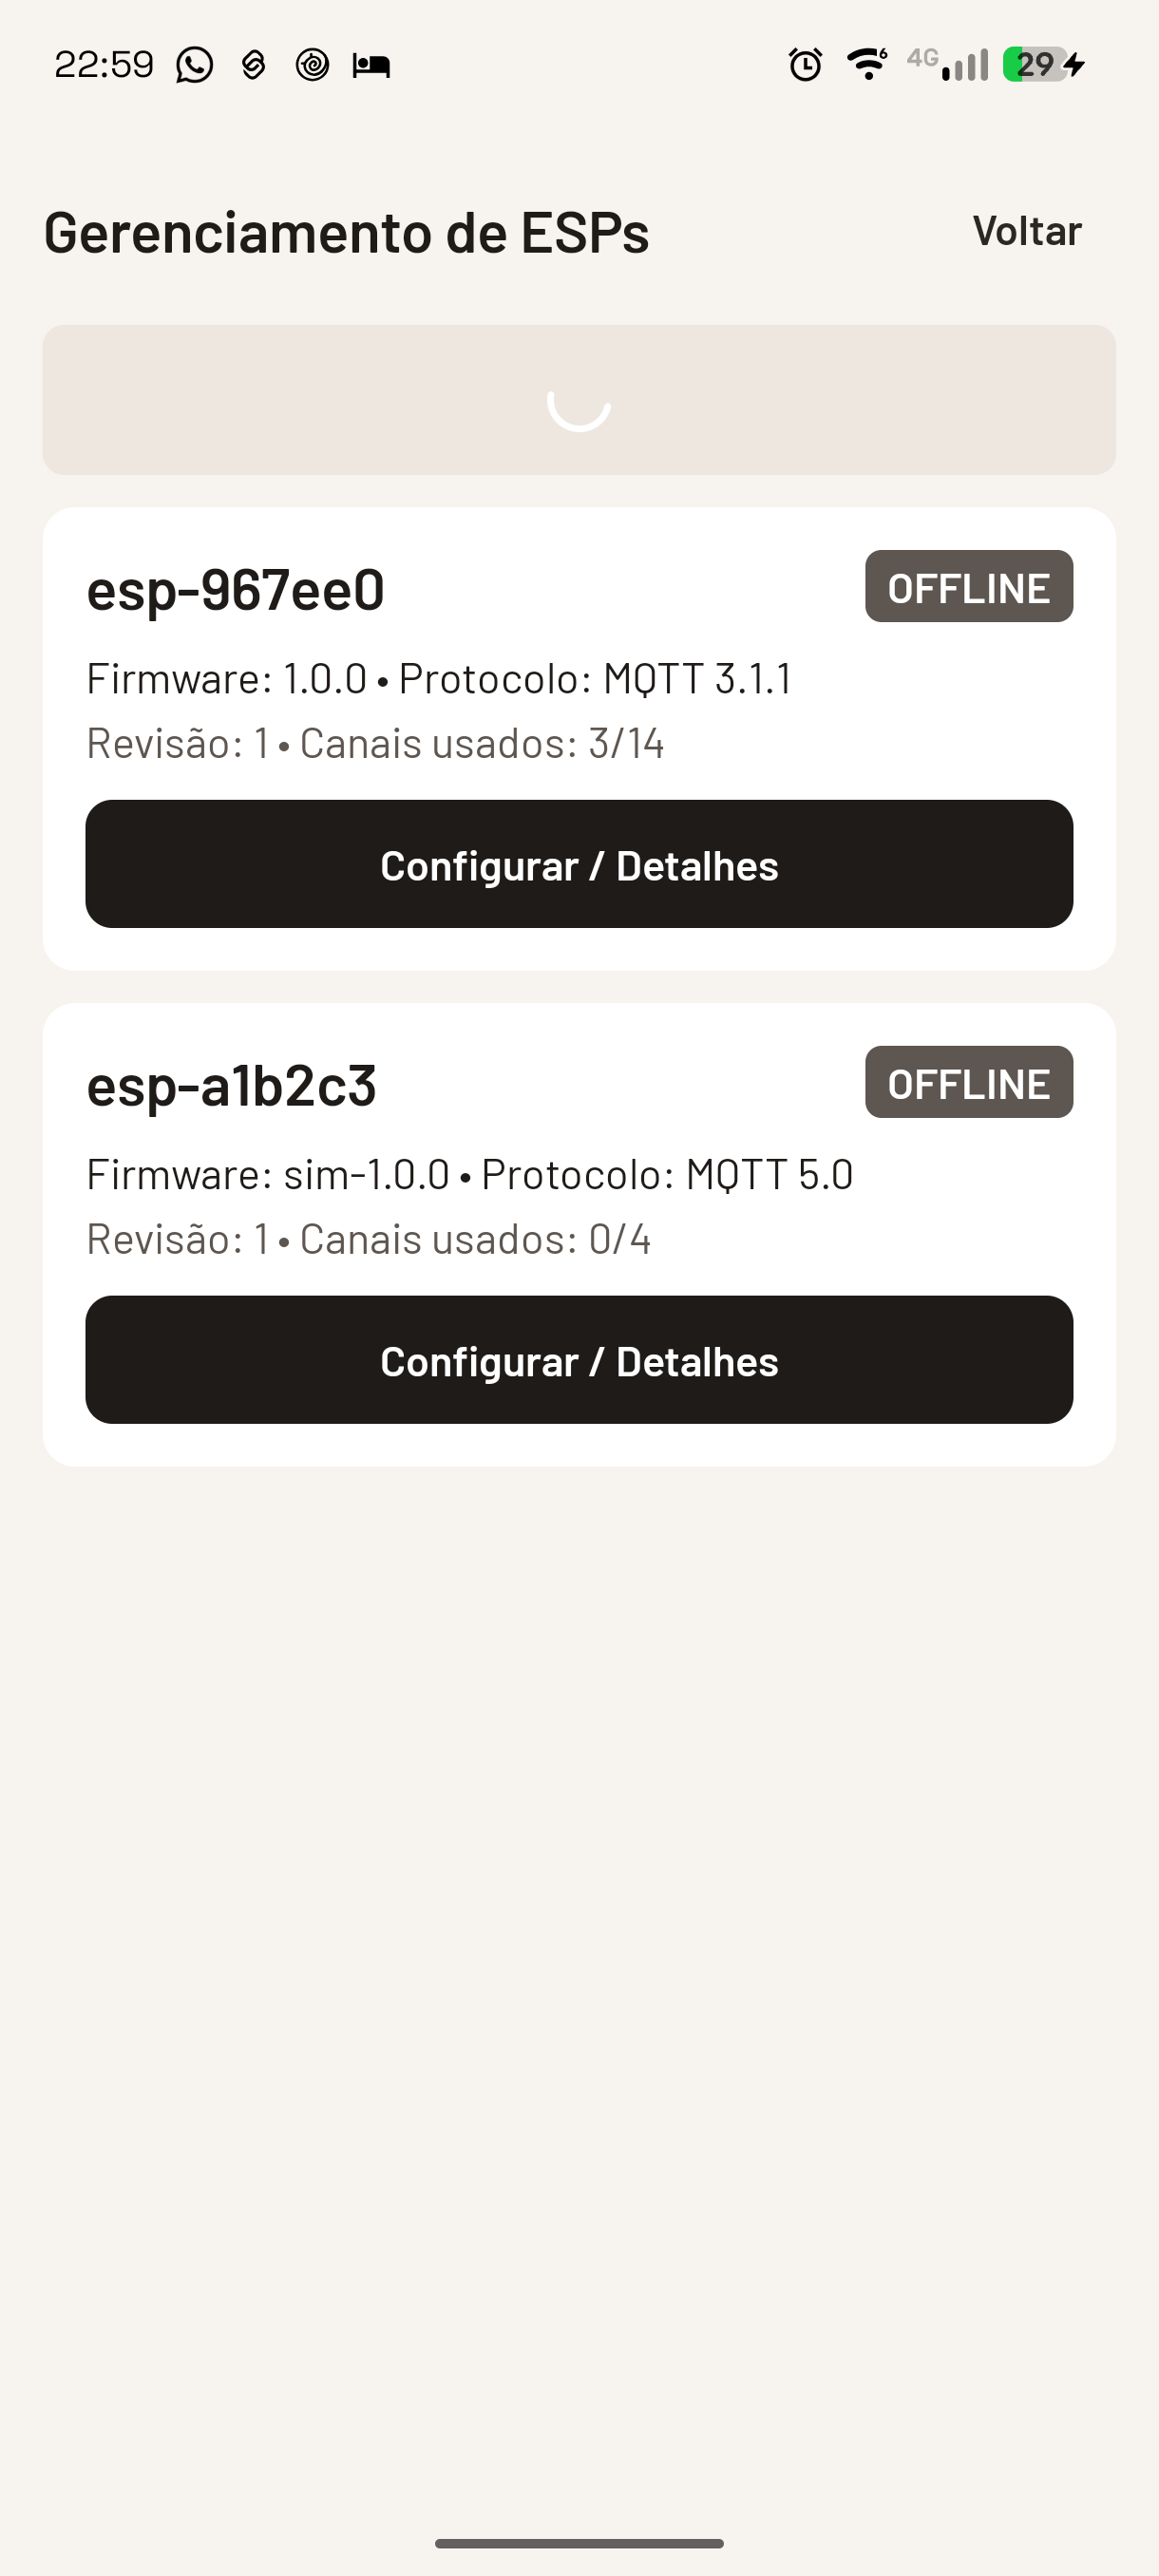 22:59
6 4G 29
Gerenciamento de ESPs
Voltar
esp-967ee0
OFFLINE
Firmware: 1.0.0 • Protocolo: MQTT 3.1.1
Revisão: 1 • Canais usados: 3/14
Configurar / Detalhes
esp-a1b2c3
OFFLINE
Firmware: sim-1.0.0 • Protocolo: MQTT 5.0
Revisão: 1 • Canais usados: 0/4
Configurar / Detalhes